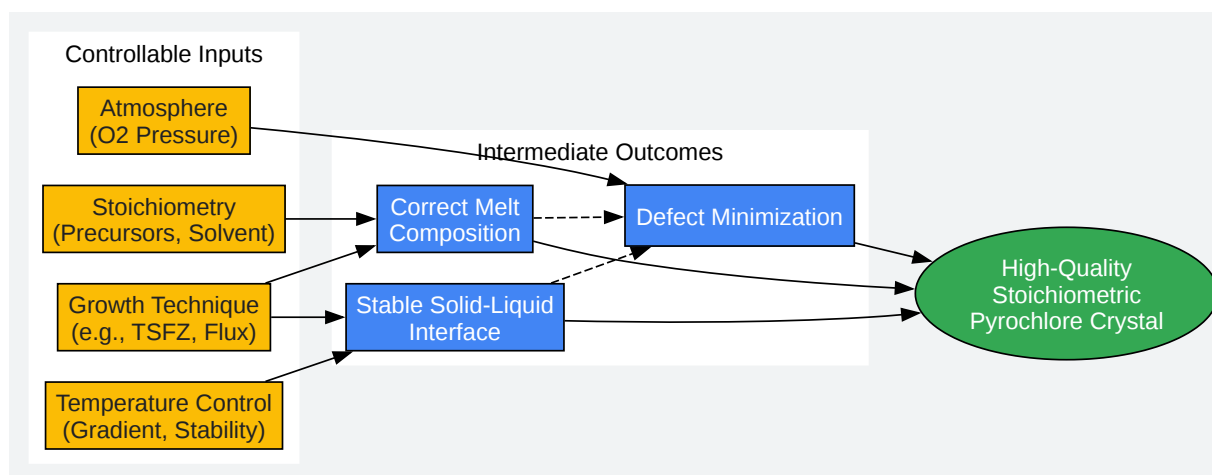 Controllable Inputs
Atmosphere
(O2 Pressure)
Stoichiometry
(Precursors, Solvent)
Growth Technique
(e.g., TSFZ, Flux)
Temperature Control
(Gradient, Stability)
Intermediate Outcomes
Correct Melt
Composition
Stable Solid-Liquid
Interface
Defect Minimization
High-Quality
Stoichiometric
Pyrochlore Crystal